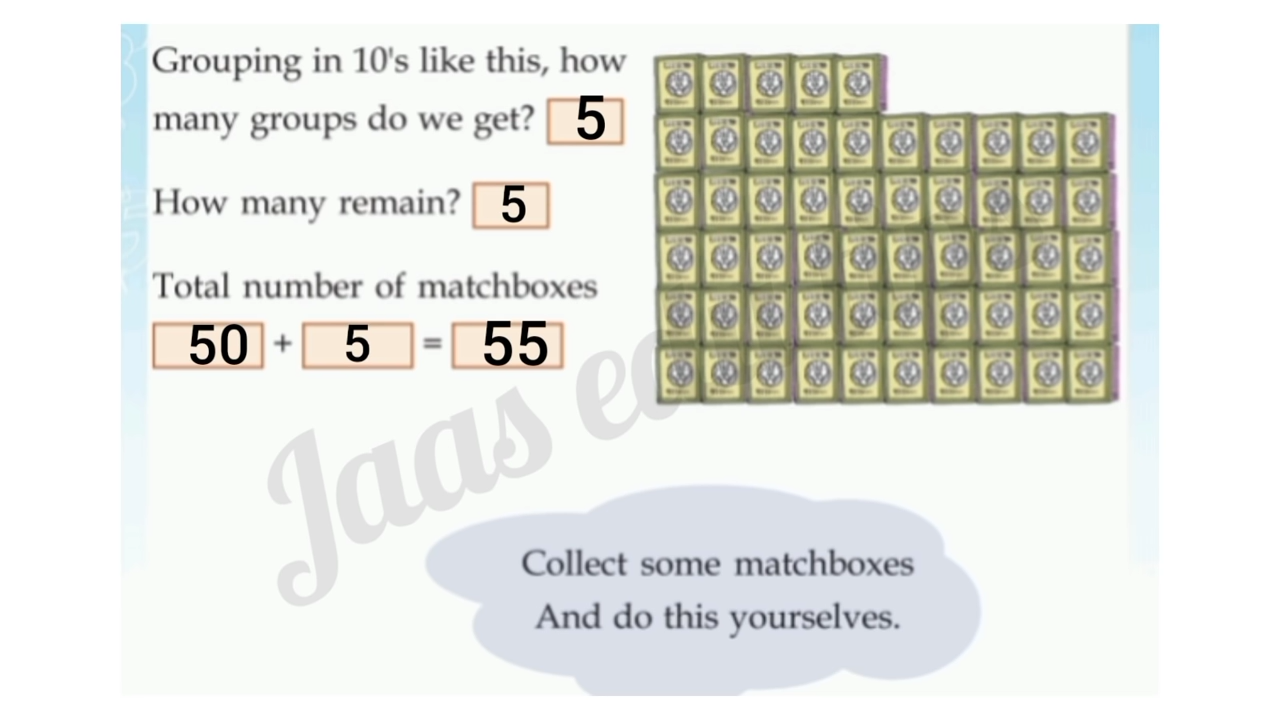 Grouping in 10's like this, how
many groups do we get? 5
How many remain? 5
Total number of matchboxes
50 + 5 = 55
Jaas
Collect some matchboxes
And do this yourselves.